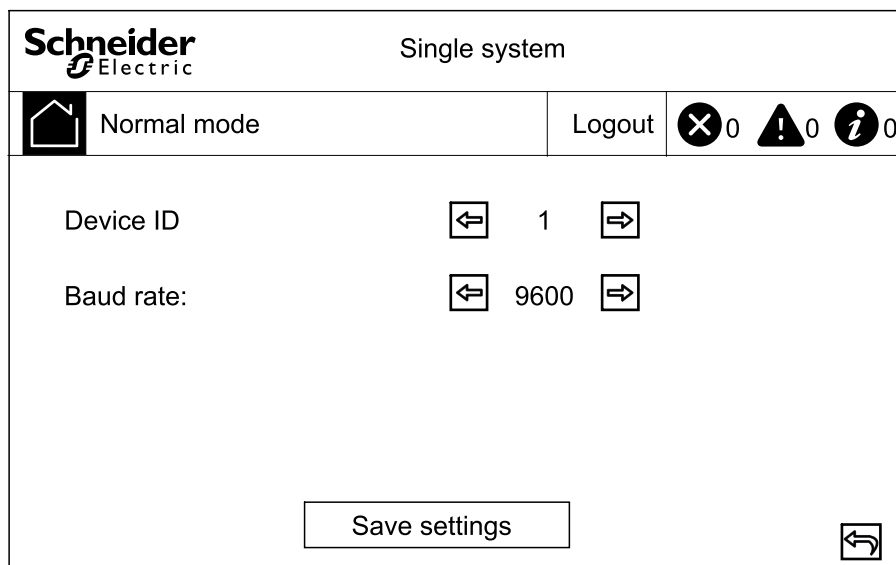 Schneider
Electric
Single system
Normal mode
Logout
0
0
0
Device ID
1
Baud rate:
9600
Save settings